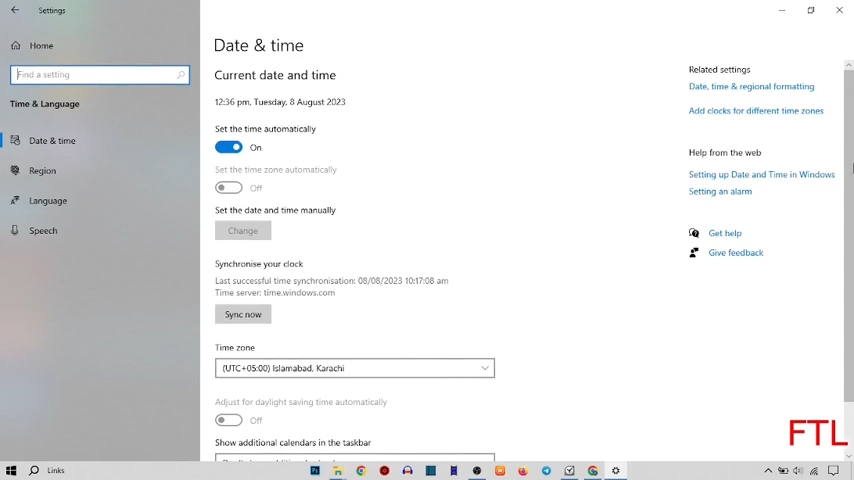 Settings
Home
Find a setting
Time & Language
Date & time
Region
Language
Speech
Date & time
Current date and time
12:36 pm, Tuesday, 8 August 2023
Set the time automatically
On
Set the time zone automatically
Off
Set the date and time manually
Change
Synchronise your clock
Last successful time synchronisation: 08/08/2023 10:17:08 am
Time server: time.windows.com
Sync now
Time zone
(UTC+05:00) Islamabad, Karachi
Adjust for daylight saving time automatically
Off
Show additional calendars in the taskbar
Related settings
Date, time & regional formatting
Add clocks for different time zones
Help from the web
Setting up Date and Time in Windows
Setting an alarm
Get help
Give feedback
FTL
Links